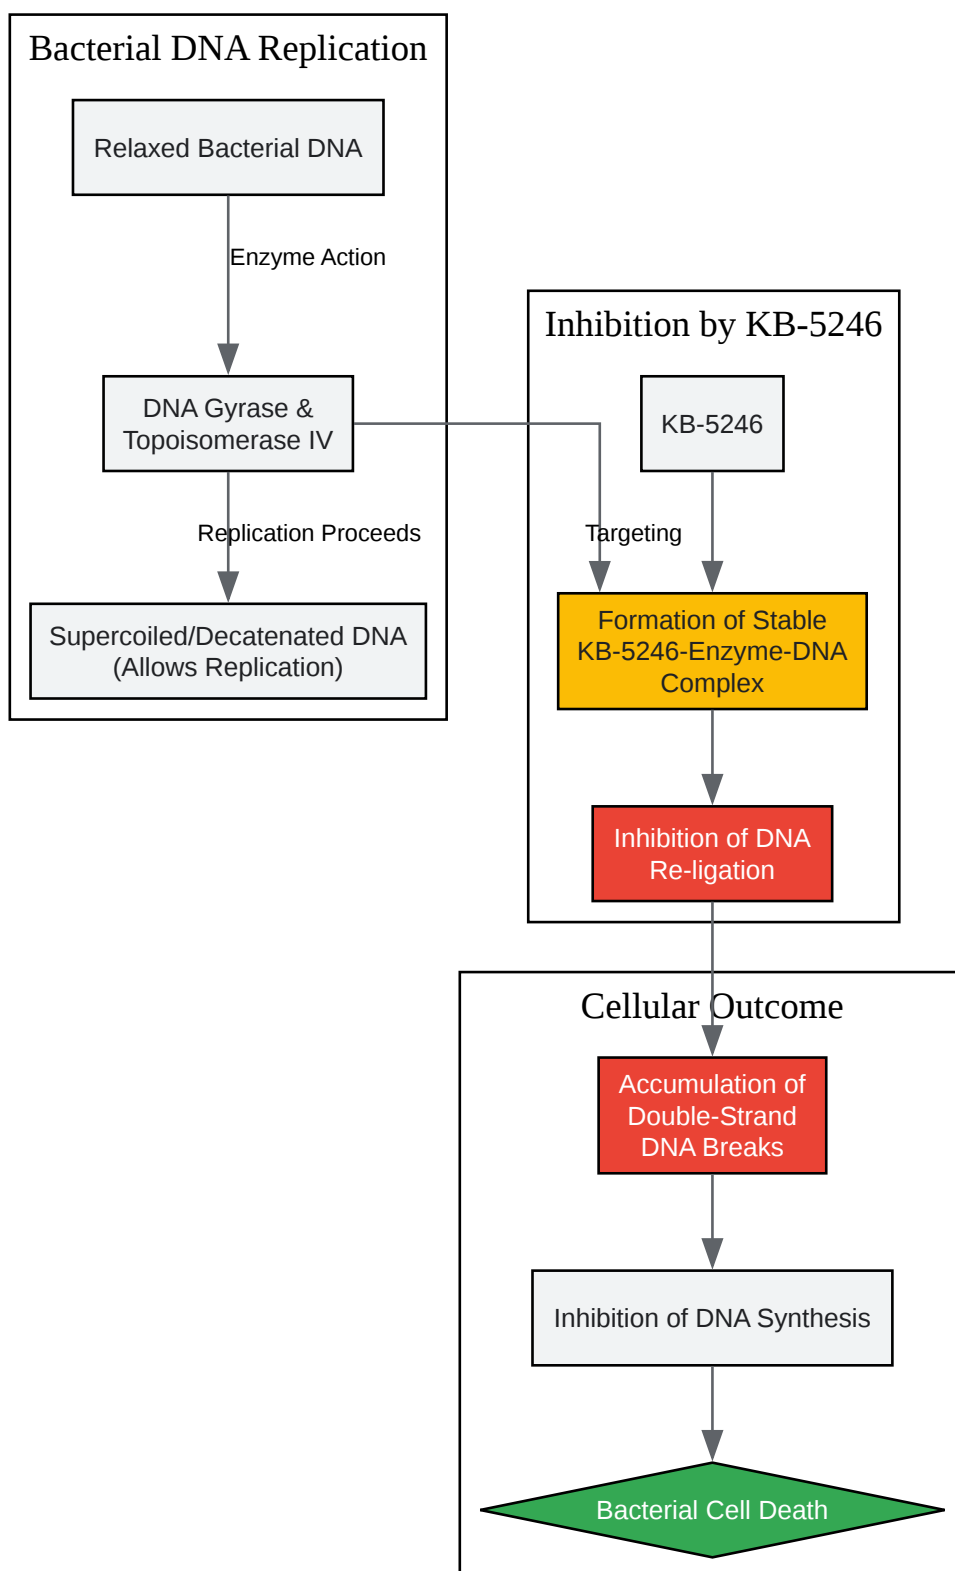 Bacterial DNA Replication
Relaxed Bacterial DNA
Enzyme Action
DNA Gyrase &
Topoisomerase IV
Replication Proceeds
Supercoiled/Decatenated DNA
(Allows Replication)
Inhibition by KB-5246
KB-5246
Targeting
Formation of Stable
KB-5246-Enzyme-DNA
Complex
Inhibition of DNA
Re-ligation
Cellular Outcome
Accumulation of
Double-Strand
DNA Breaks
Inhibition of DNA Synthesis
Bacterial Cell Death